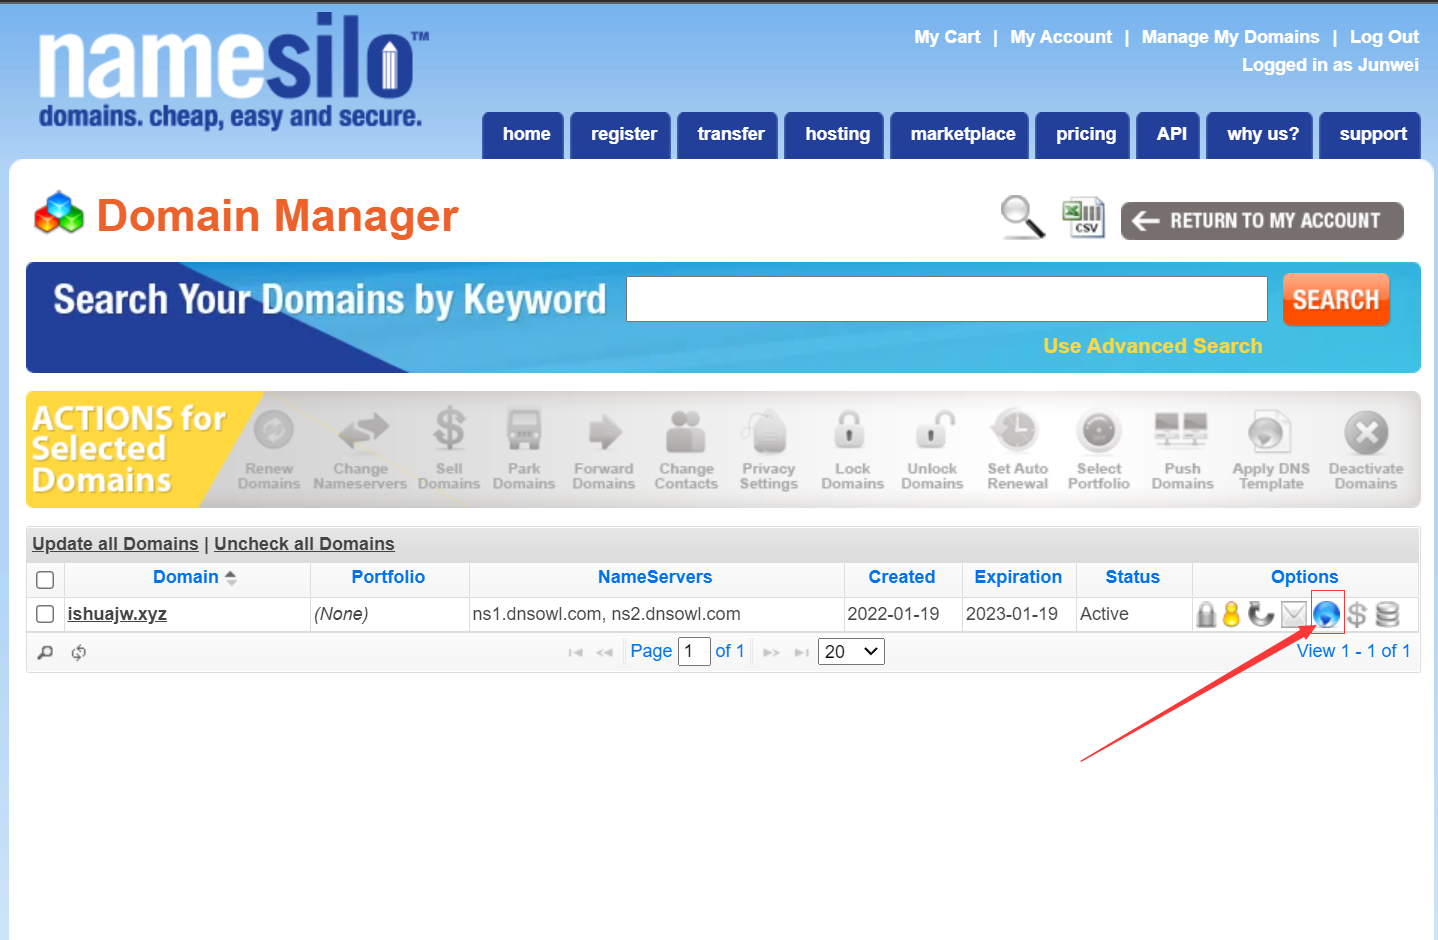 namesilo™
domains. cheap, easy and secure.
My Cart | My Account | Manage My Domains | Log Out
Logged in as Junwei
home register transfer hosting marketplace pricing API why us? support
Domain Manager
CSV
RETURN TO MY ACCOUNT
Search Your Domains by Keyword
SEARCH
Use Advanced Search
ACTIONS for
Selected
Domains
Renew
Domains
Change
Nameservers
Sell
Domains
Park
Domains
Forward
Domains
Change
Contacts
Privacy
Settings
Lock
Domains
Unlock
Domains
Set Auto
Renewal
Select
Portfolio
Push
Domains
Apply DNS
Template
Deactivate
Domains
Update all Domains | Uncheck all Domains
Domain Portfolio NameServers Created Expiration Status Options
ishuajw.xyz (None) ns1.dnsowl.com, ns2.dnsowl.com 2022-01-19 2023-01-19 Active
Page 1 of 1 20 View 1 - 1 of 1